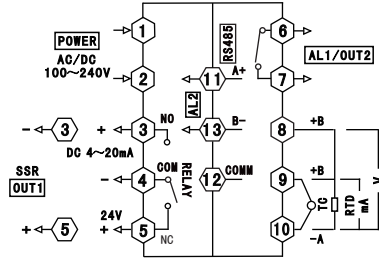 1
POWER
AC/DC
100～240V
2
- 3
+ 3 NO
DC 4～20mA
SSR
OUT1
- 4 COM
24V
+ 5
+ 5 NC
RELAY
RS485
11 A+
AL2
13 B-
12 COMM
6
AL1/OUT2
7
8 +B
9 +B
10 -A
TC
RTD
mA
V